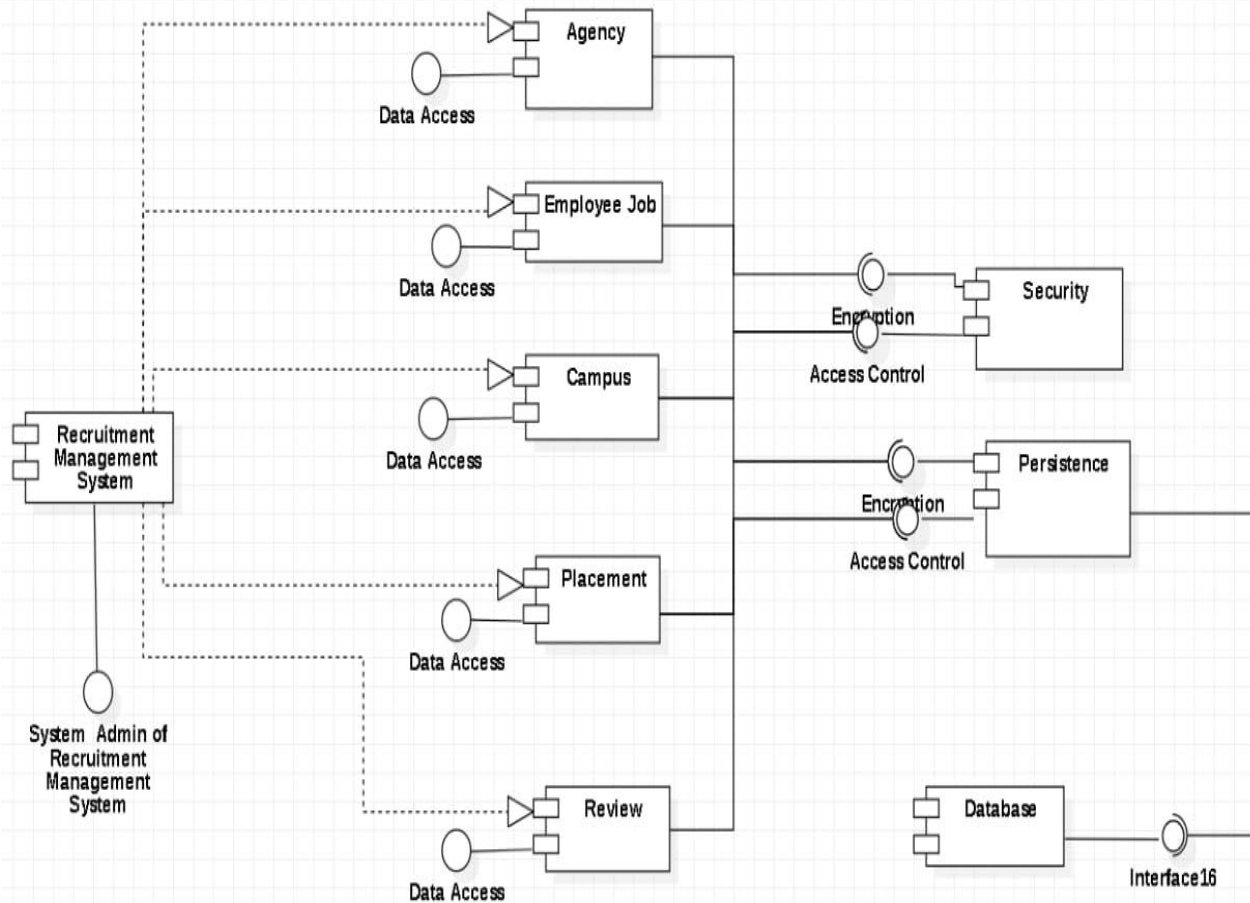 Agency
Data Access
Employee Job
Data Access
Encryption
Security
Access Control
Campus
Data Access
Recruitment
Management
System
Encryption
Persistence
Access Control
Placement
Data Access
System Admin of
Recruitment
Management
System
Review
Data Access
Database
Interface16